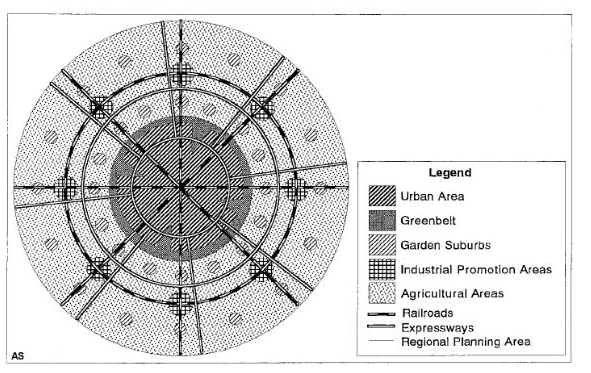 Legend
Urban Area
Greenbelt
Garden Suburbs
Industrial Promotion Areas
Agricultural Areas
Railroads
Expressways
Regional Planning Area
AS